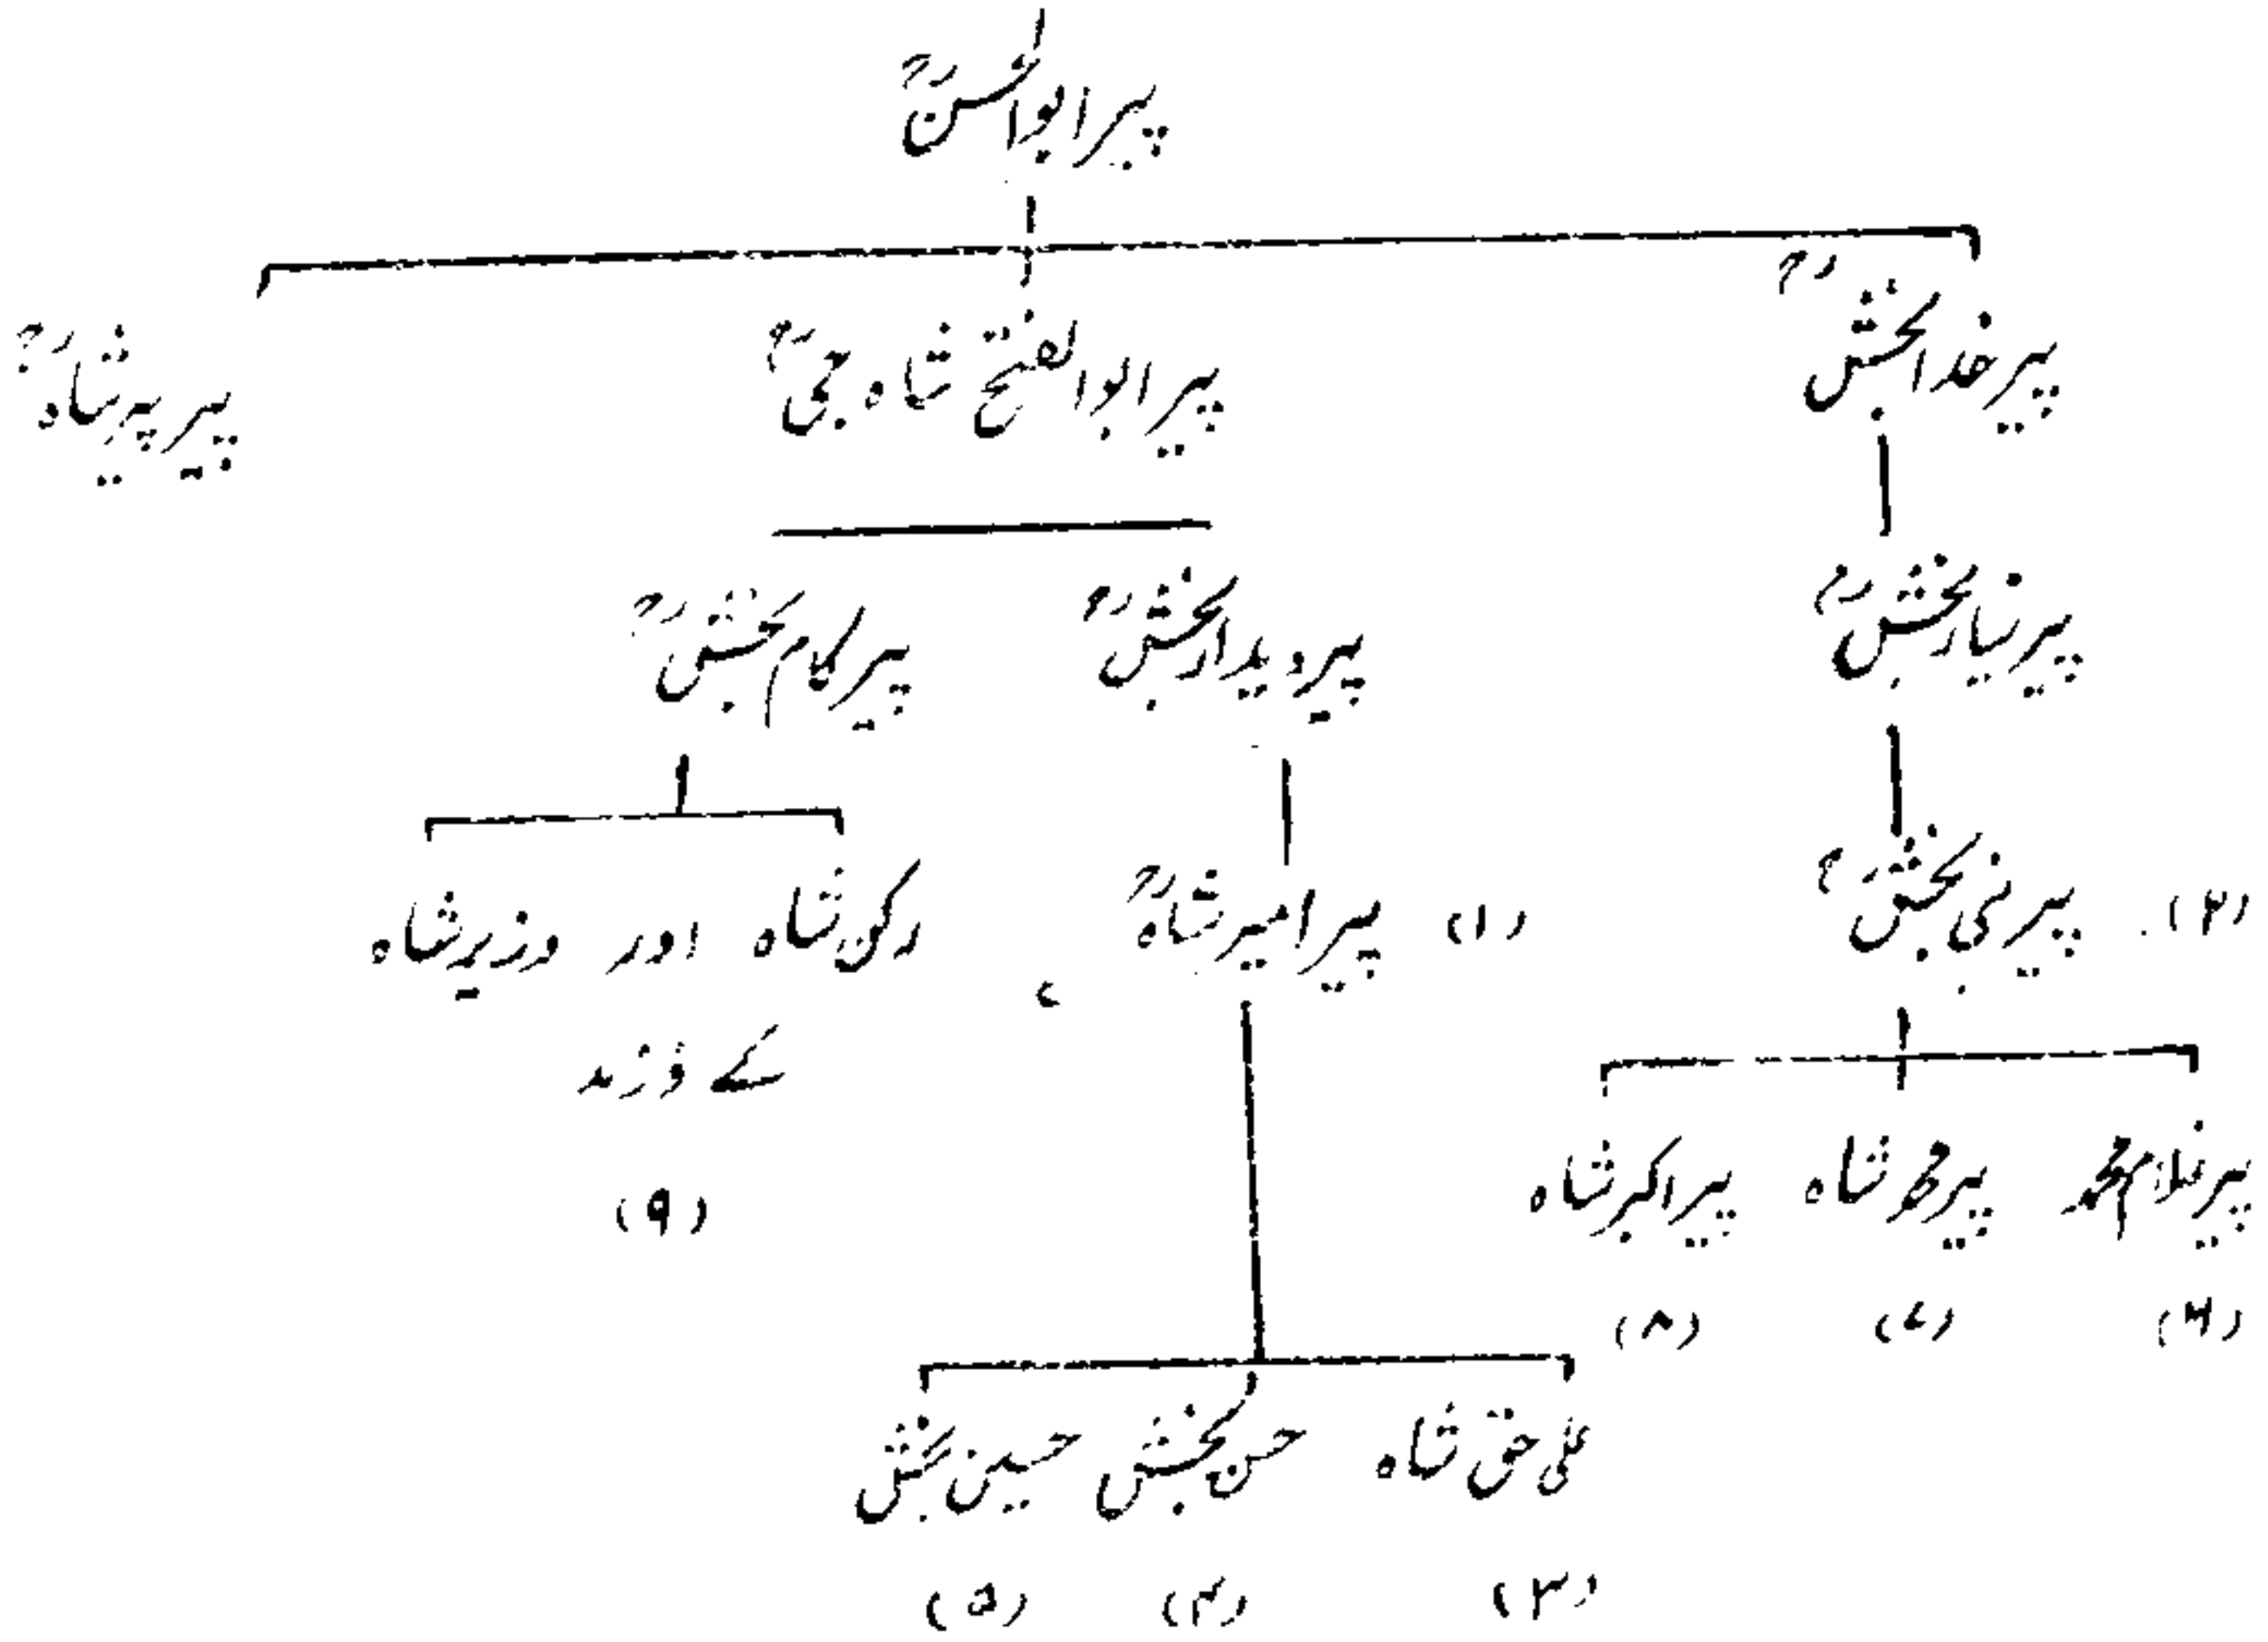 پیر ابوالحسنؒ
پیر خدا بخشؒ
پیر ابوالفتح شاہ جیؒ
پیر پیر شاہؒ
پیر نیاز بخشؒ
پیر دیدار بخشؒ
پیر کلام بخشؒ
(۲) پیر نبی بخشؒ
(۱) پیر امیر شاہؒ
رکن شاہ اور وزیر شاہ
کے فرزند
(۹)
پیر غلام محمد پیر شاہ پیر اکبر شاہ
(۶) (۷) (۸)
علی حق شاہ حسن بخش حسین بخش
(۳) (۴) (۵)